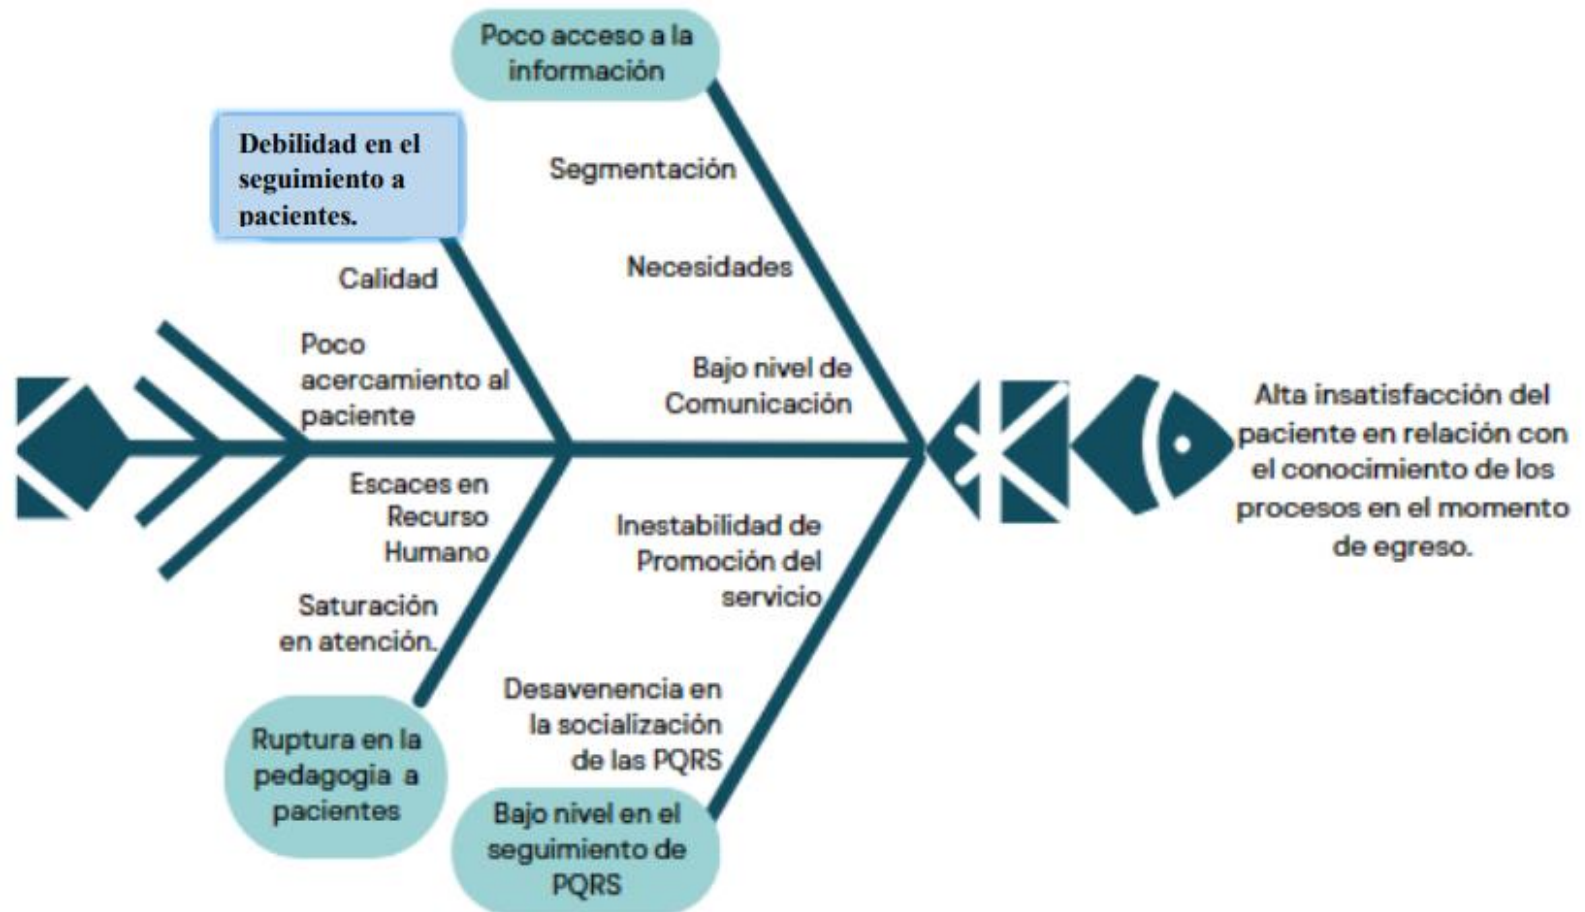 Poco acceso a la
información
Debilidad en el
seguimiento a
pacientes.
Segmentación
Calidad
Necesidades
Poco
acercamiento al
paciente
Bajo nivel de
Comunicación
Alta insatisfacción del
paciente en relación con
el conocimiento de los
procesos en el momento
de egreso.
Escaces en
Recurso
Humano
Inestabilidad de
Promoción del
servicio
Saturación
en atención.
Desavenencia en
la socialización
de las PQRS
Ruptura en la
pedagogia a
pacientes
Bajo nivel en el
seguimiento de
PQRS